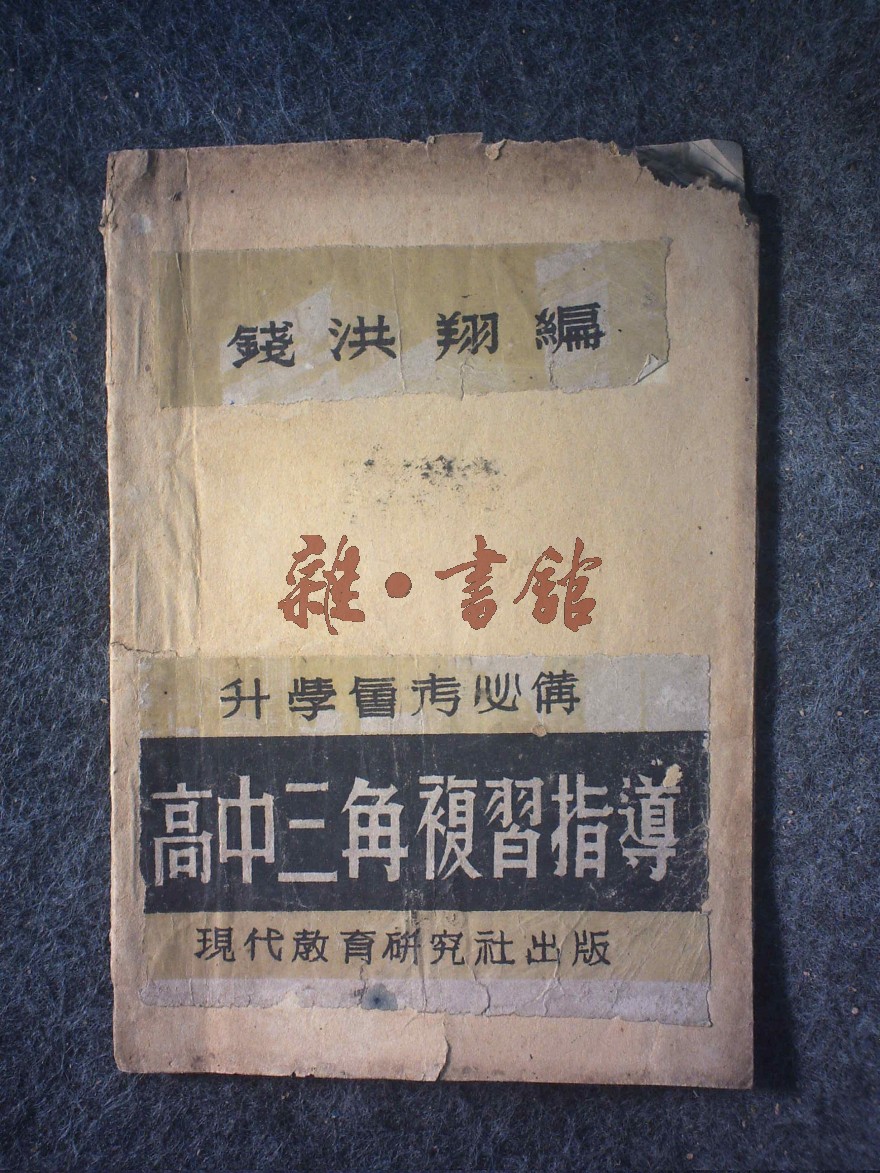 錢洪翔編
雜·書館
升學會考必備
高中三角複習指導
現代教育研究社出版